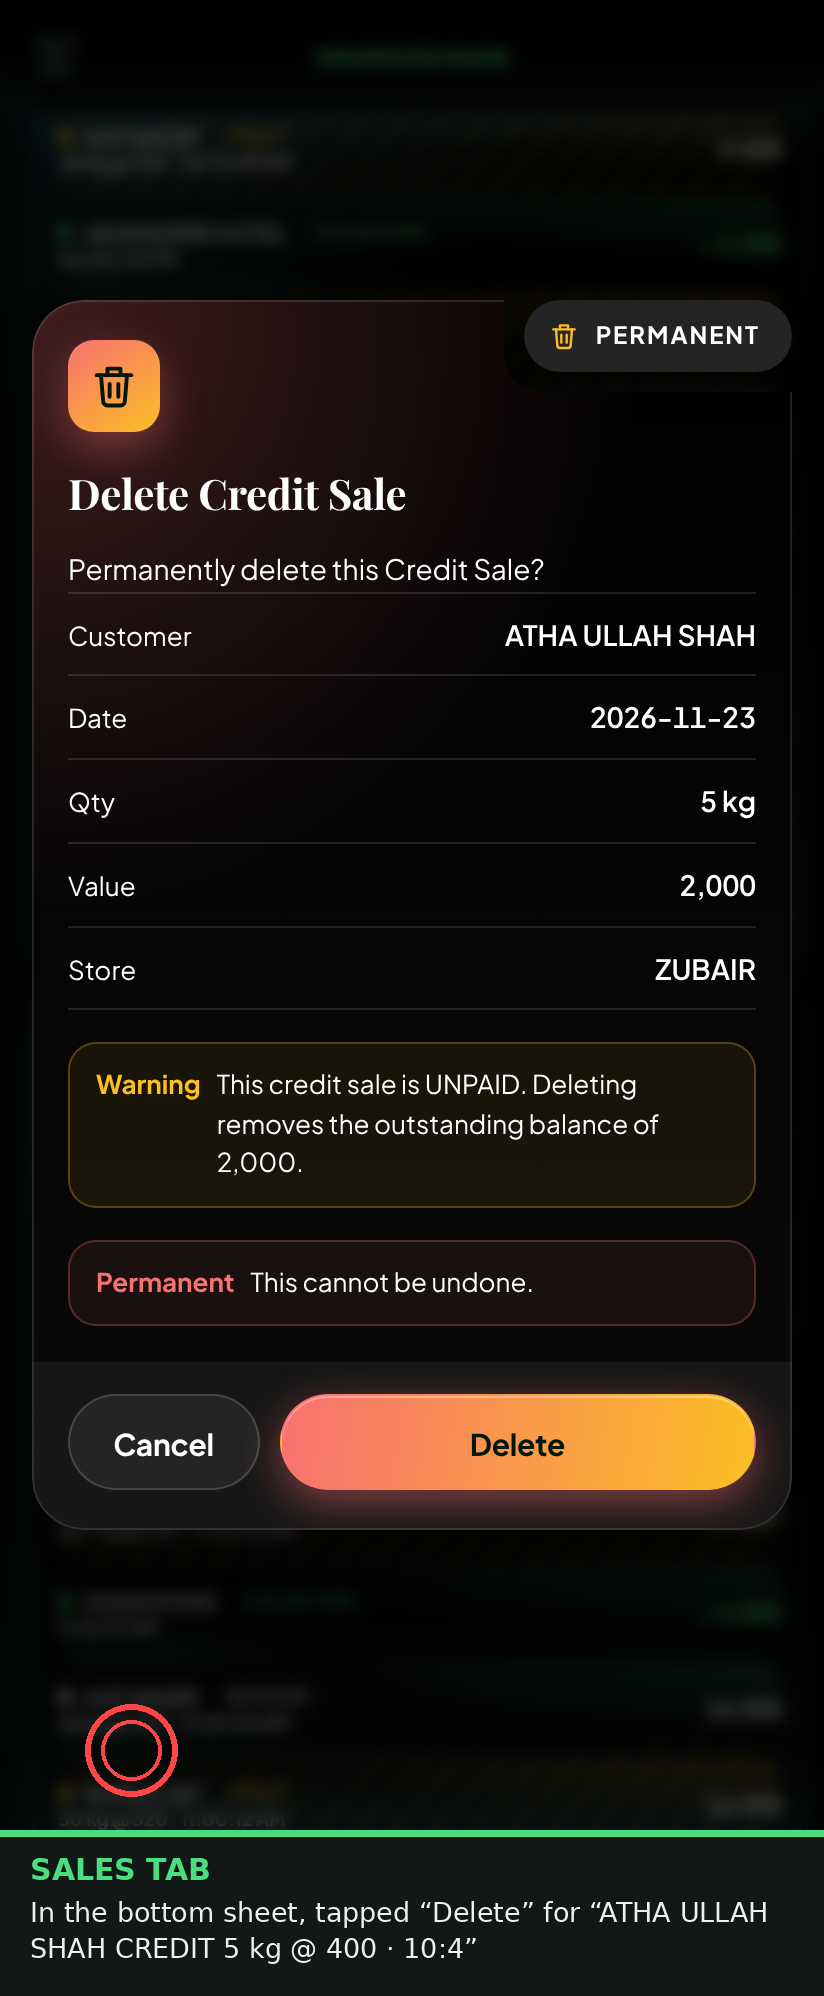 PERMANENT
Delete Credit Sale
Permanently delete this Credit Sale?
Customer ATHA ULLAH SHAH
Date 2026-11-23
Qty 5 kg
Value 2,000
Store ZUBAIR
Warning This credit sale is UNPAID. Deleting
removes the outstanding balance of
2,000.
Permanent This cannot be undone.
Cancel Delete
SALES TAB
In the bottom sheet, tapped “Delete” for “ATHA ULLAH
SHAH CREDIT 5 kg @ 400 · 10:4”